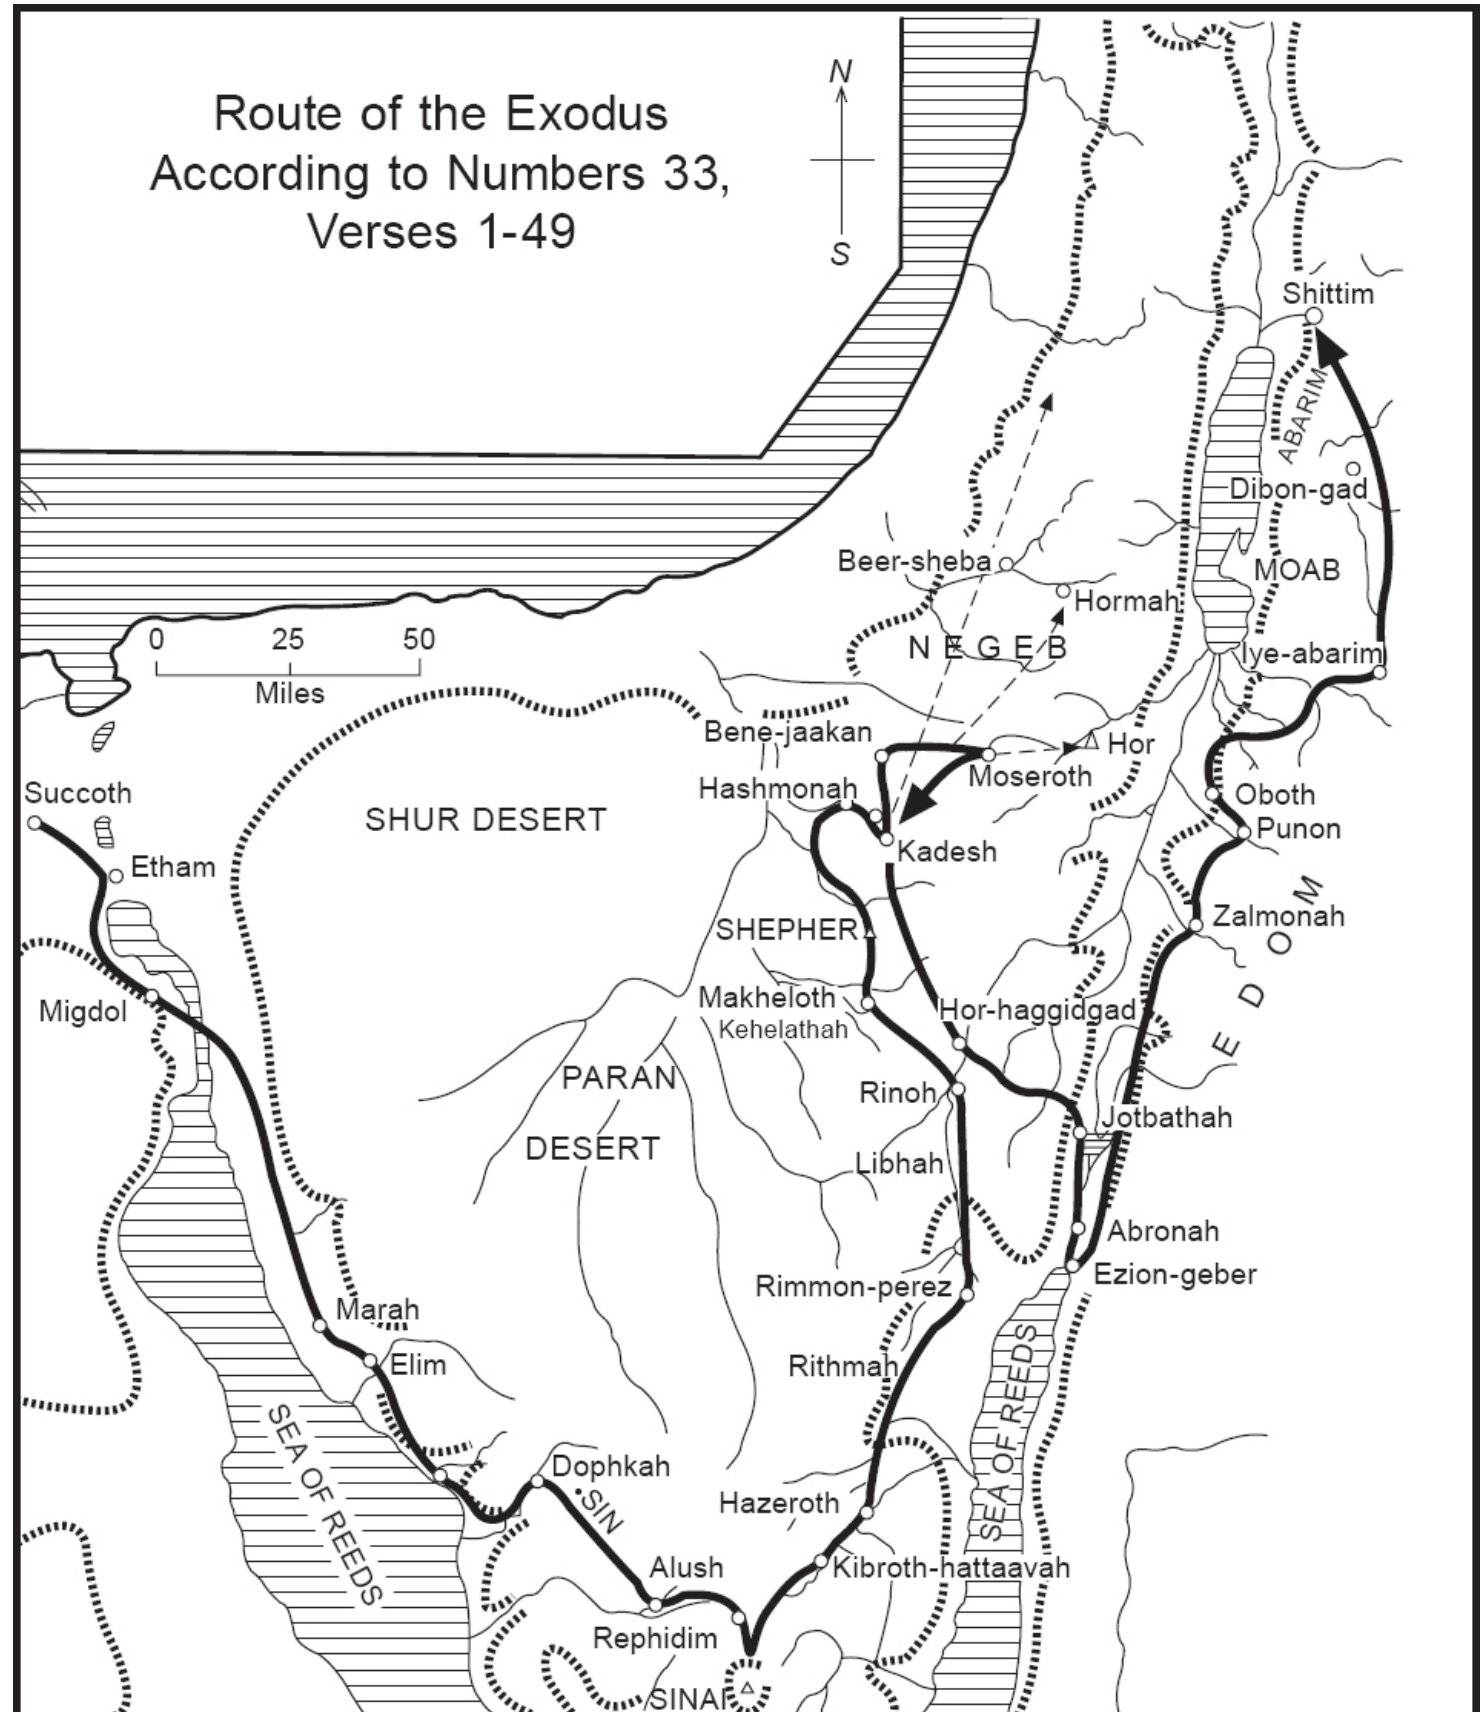 Route of the Exodus
According to Numbers 33,
Verses 1-49
N
S
Shittim
ABARIM
Dibon-gad
MOAB
Beer-sheba
Hormah
NEGEB
Iye-abarim
0 25 50
Miles
Bene-jaakan
Hor
Moseroth
Hashmonah
Succoth
SHUR DESERT
Oboth
Punon
Kadesh
Etham
EDOM
Zalmonah
SHEPHER
Makheloth
Kehelathah
Hor-haggidgad
Migdol
PARAN
DESERT
Rinoh
Jotbathah
Libhah
Abronah
Ezion-geber
Rimmon-perez
Marah
Elim
Rithmah
SEA OF REEDS
SEA OF REEDS
Dophkah
SIN
Hazeroth
Alush
Kibroth-hattaavah
Rephidim
SINAI